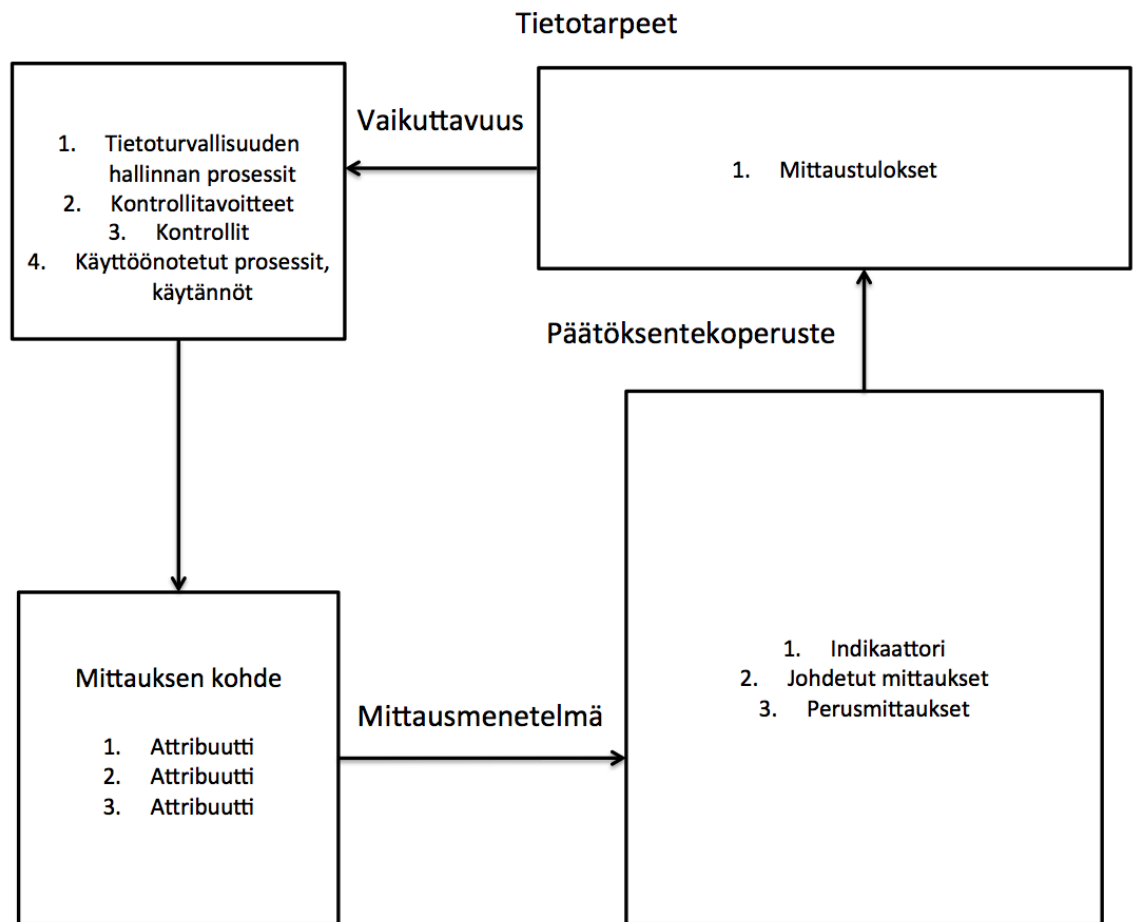 Tietotarpeet
1. Tietoturvallisuuden
hallinnan prosessit
2. Kontrollitavoitteet
3. Kontrollit
4. Käyttöönotetut prosessit,
käytännöt
Vaikuttavuus
1. Mittaustulokset
Päätöksentekoperuste
Mittauksen kohde
1. Attribuutti
2. Attribuutti
3. Attribuutti
Mittausmenetelmä
1. Indikaattori
2. Johdetut mittaukset
3. Perusmittaukset